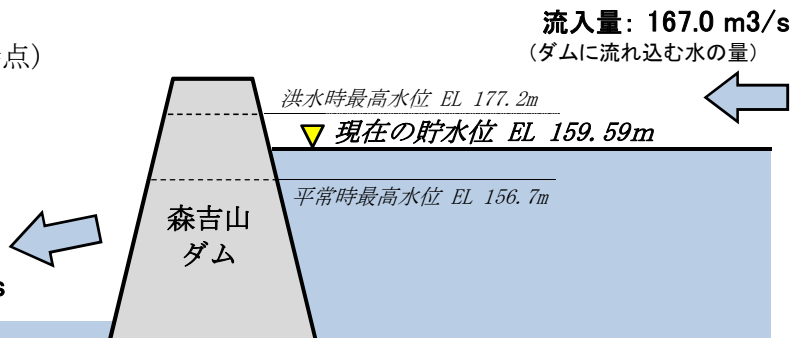 流入量: 167.0 m3/s
(ダムに流れ込む水の量)
点)
洪水時最高水位 EL 177.2m
現在の貯水位 EL 159.59m
平常時最高水位 EL 156.7m
森吉山
ダム
s